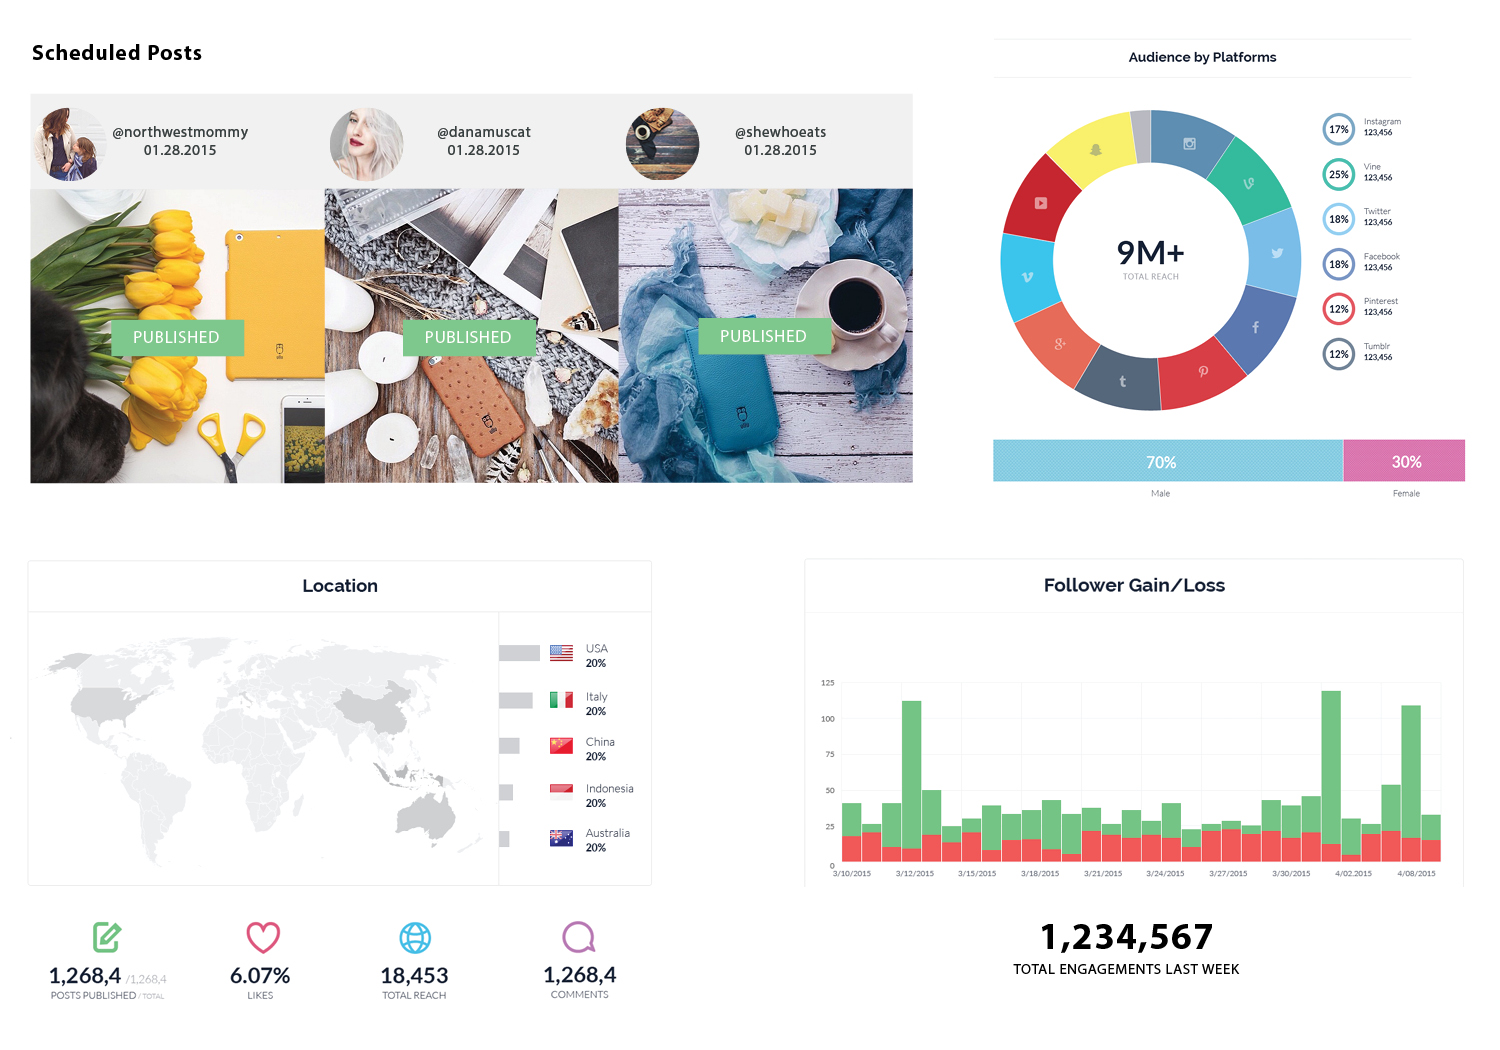 Scheduled Posts
@northwestmommy
01.28.2015
@danamuscat
01.28.2015
@shewhoeats
01.28.2015
PUBLISHED
PUBLISHED
PUBLISHED
Audience by Platforms
9M+
TOTAL REACH
17%
Instagram
123,456
25%
Vine
123,456
18%
Twitter
123,456
18%
Facebook
123,456
12%
Pinterest
123,456
12%
Tumblr
123,456
70%
30%
Male
Female
Location
USA
20%
Italy
20%
China
20%
Indonesia
20%
Australia
20%
Follower Gain/Loss
125
100
75
50
25
0
3/10/2015 3/12/2015 3/15/2015 3/18/2015 3/21/2015 3/24/2015 3/27/2015 3/30/2015 4/02/2015 4/08/2015
1,268,4 /1,268,4
POSTS PUBLISHED / TOTAL
6.07%
LIKES
18,453
TOTAL REACH
1,268,4
COMMENTS
1,234,567
TOTAL ENGAGEMENTS LAST WEEK